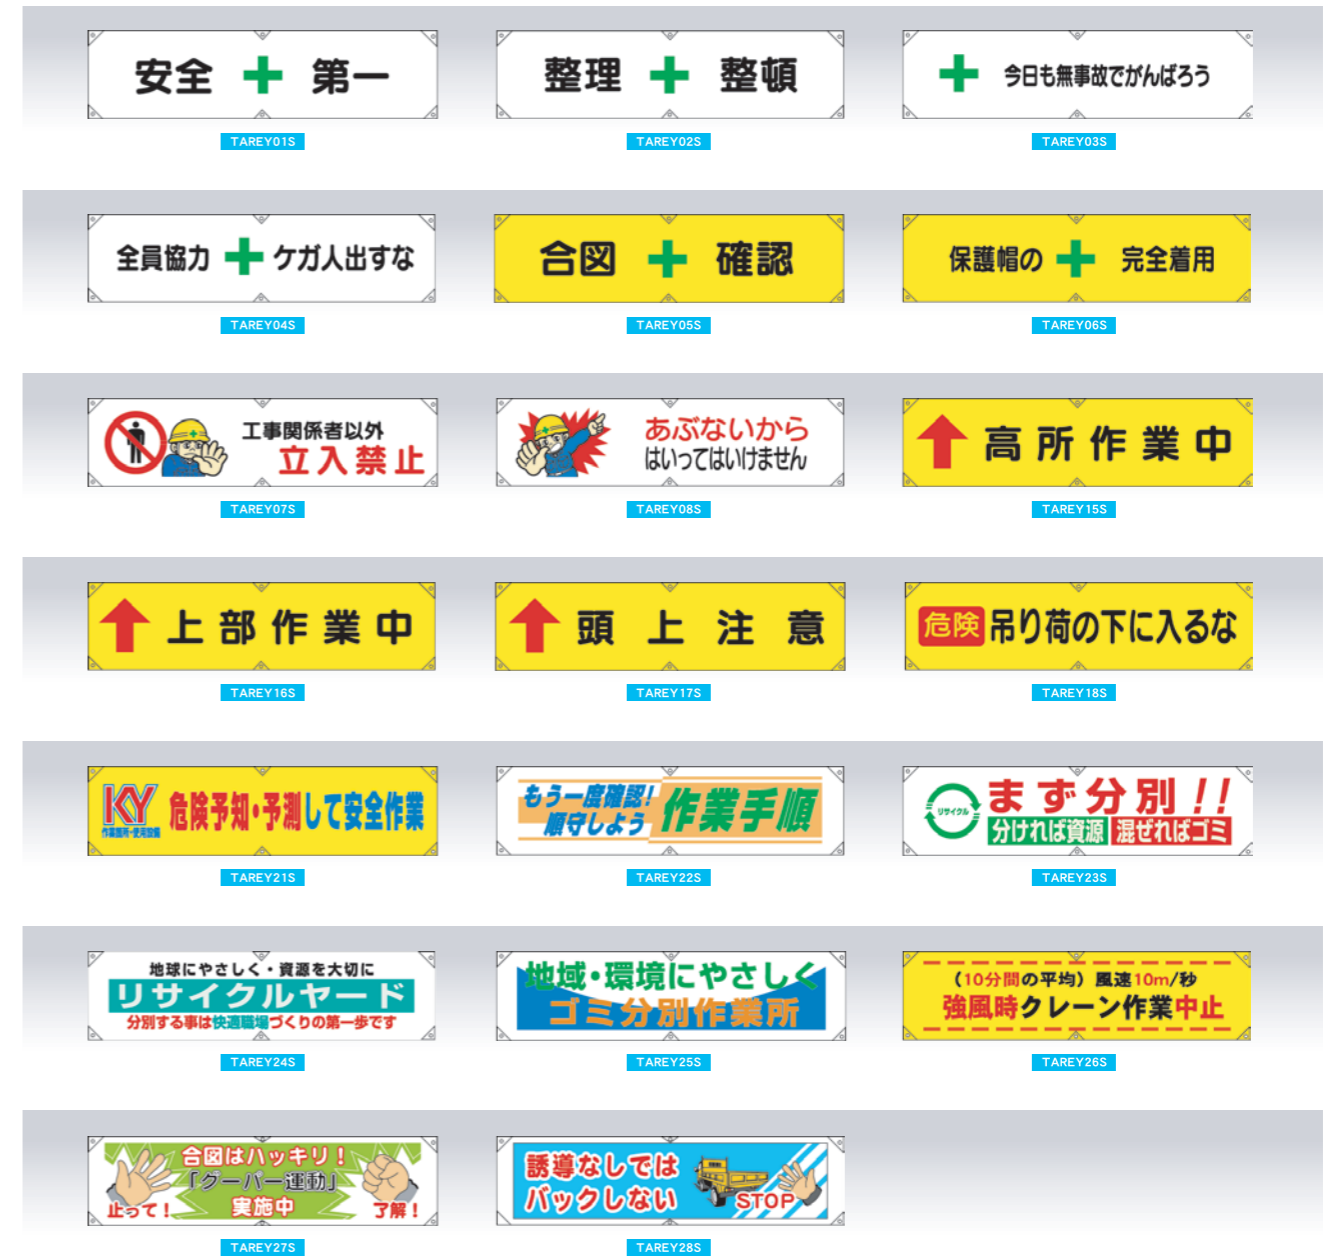 安全 第一
TAREY01S
整理 整頓
TAREY02S
今日も無事故でがんばろう
TAREY03S
全員協力 ケガ人出すな
TAREY04S
合図 確認
TAREY05S
保護帽の 完全着用
TAREY06S
工事関係者以外
立入禁止
TAREY07S
あぶないから
はいってはいけません
TAREY08S
高所作業中
TAREY15S
上部作業中
TAREY16S
頭上注意
TAREY17S
危険 吊り荷の下に入るな
TAREY18S
KY 危険予知・予測して安全作業
作業箇所・使用設備
TAREY21S
もう一度確認!
順守しよう 作業手順
TAREY22S
まず分別!!
リサイクル
分ければ資源 混ぜればゴミ
TAREY23S
地球にやさしく・資源を大切に
リサイクルヤード
分別する事は快適職場づくりの第一歩です
TAREY24S
地域・環境にやさしく
ゴミ分別作業所
TAREY25S
(10分間の平均) 風速10m/秒
強風時クレーン作業中止
TAREY26S
合図はハッキリ!
「グーパー運動」
実施中
止って!
了解!
TAREY27S
誘導なしでは
バックしない
STOP
TAREY28S